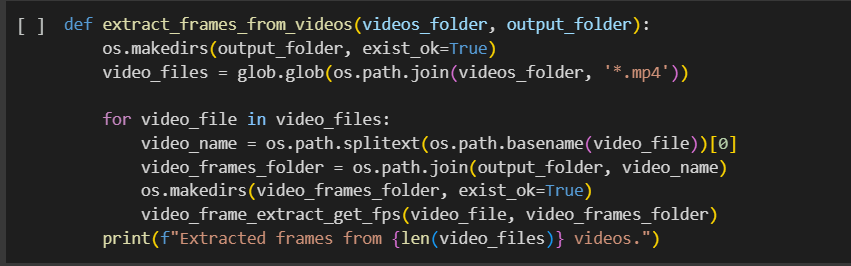 [ ] def extract_frames_from_videos(videos_folder, output_folder):
    os.makedirs(output_folder, exist_ok=True)
    video_files = glob.glob(os.path.join(videos_folder, '*.mp4'))

    for video_file in video_files:
        video_name = os.path.splitext(os.path.basename(video_file))[0]
        video_frames_folder = os.path.join(output_folder, video_name)
        os.makedirs(video_frames_folder, exist_ok=True)
        video_frame_extract_get_fps(video_file, video_frames_folder)
    print(f"Extracted frames from {len(video_files)} videos.")